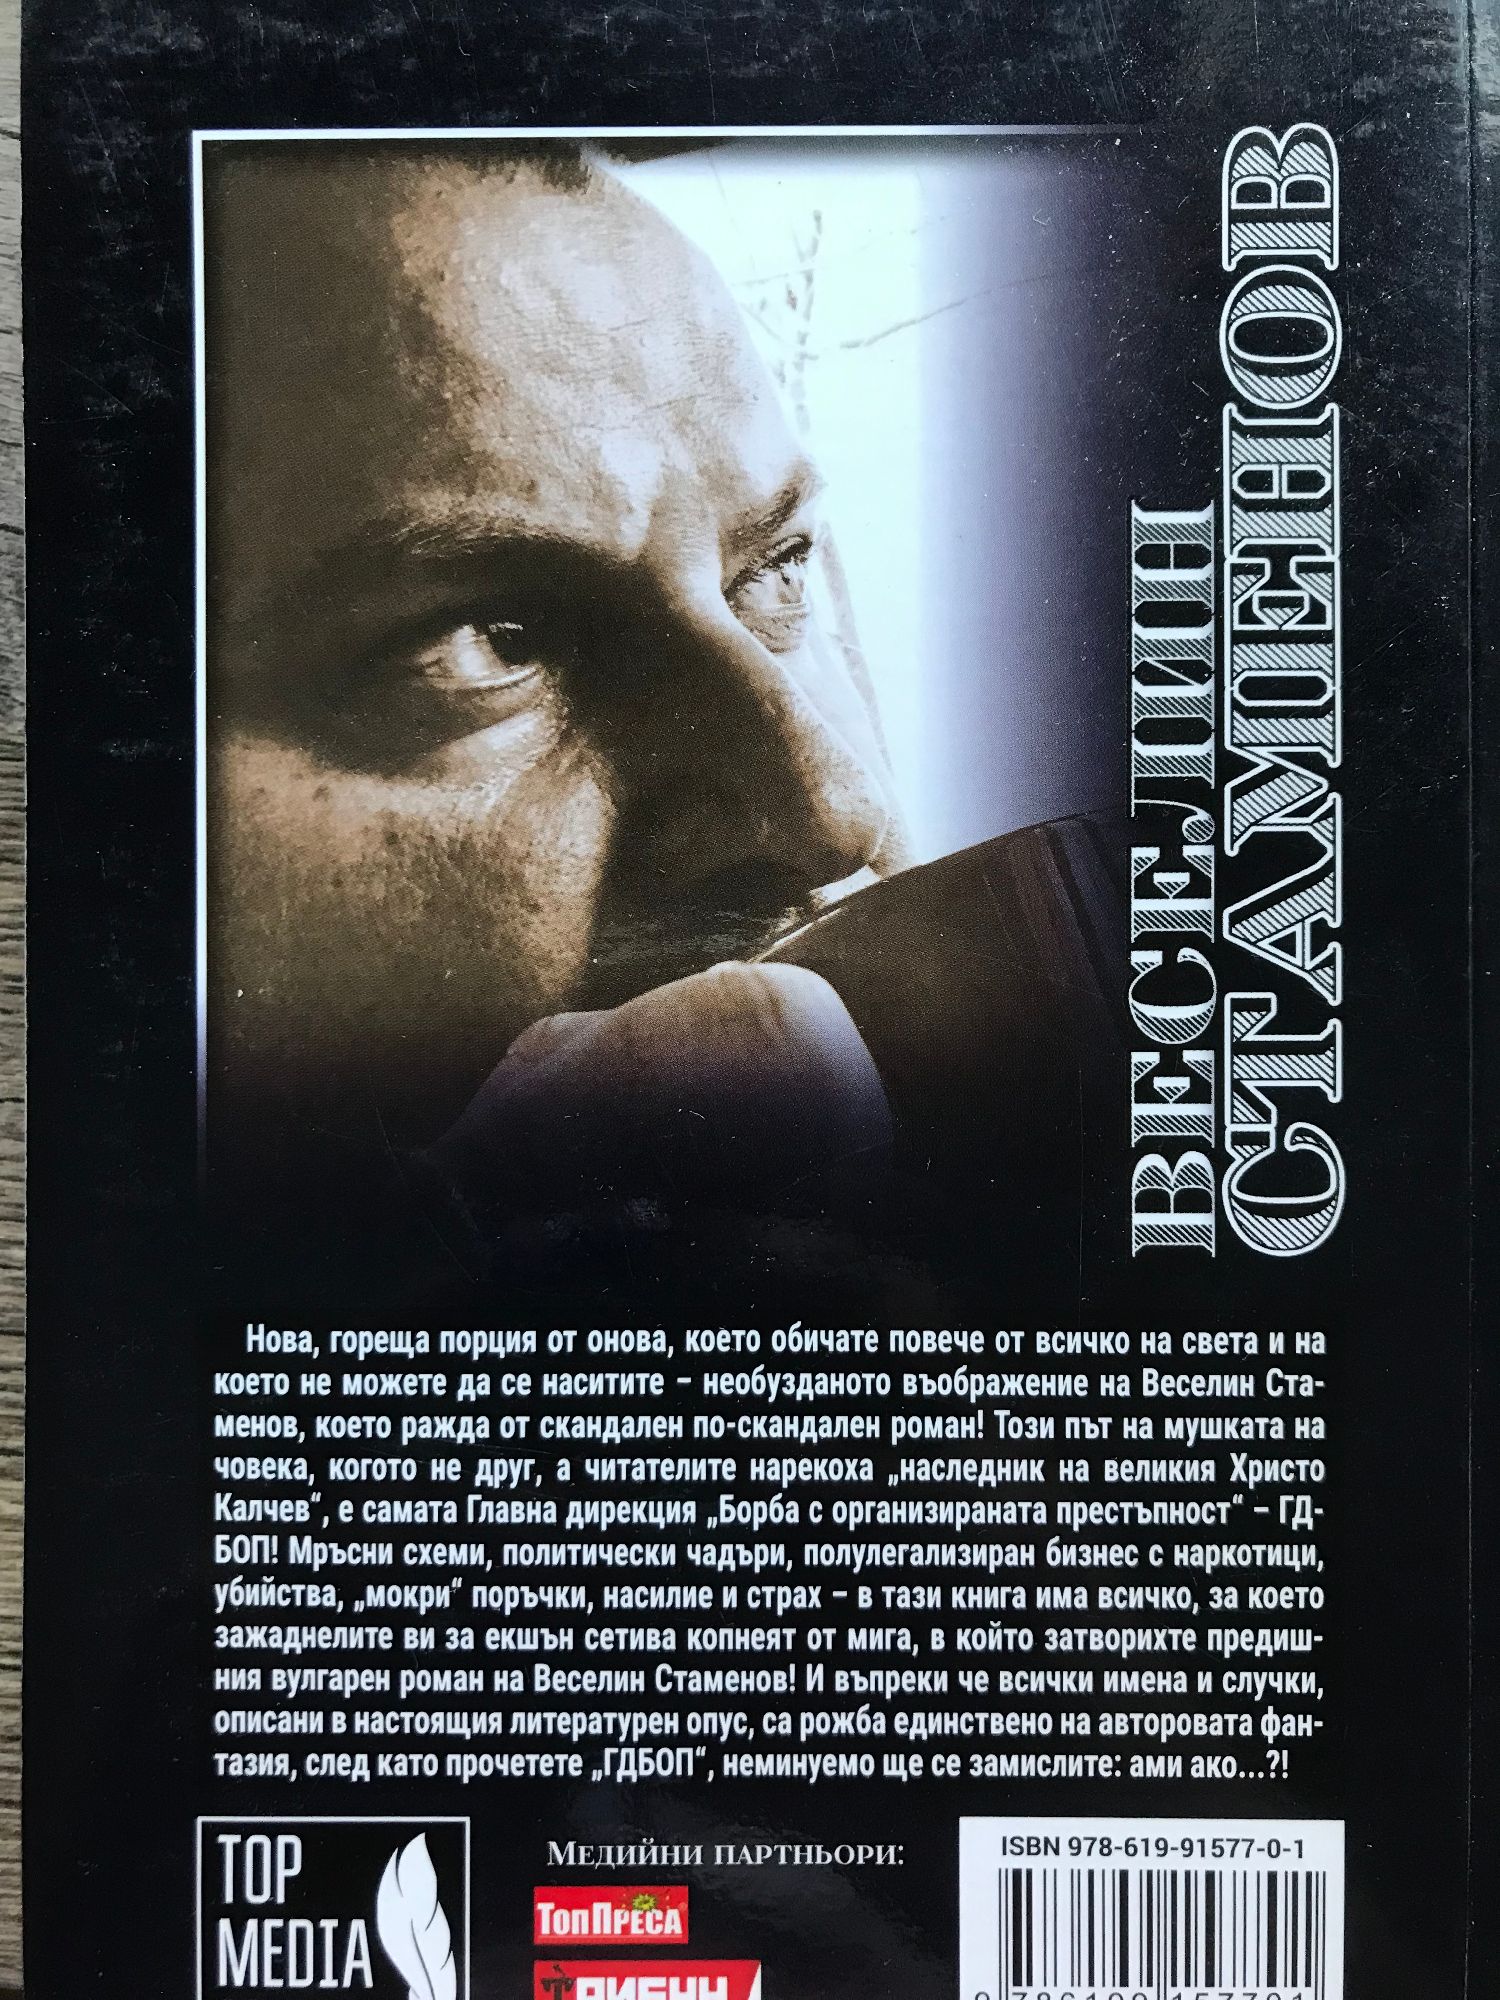 ВЕСЕЛИН
СТАМЕНОВ
Нова, гореща порция от онова, което обичате повече от всичко на света и на
което не можете да се наситите – необузданото въображение на Веселин Ста-
менов, което ражда от скандален по-скандален роман! Този път на мушката на
човека, когото не друг, а читателите нарекоха „наследник на великия Христо
Калчев“, е самата Главна дирекция „Борба с организираната престъпност“ – ГД-
БОП! Мръсни схеми, политически чадъри, полулегализиран бизнес с наркотици,
убийства, „мокри“ поръчки, насилие и страх – в тази книга има всичко, за което
зажаднелите ви за екшън сетива копнеят от мига, в който затворихте предиш-
ния вулгарен роман на Веселин Стаменов! И въпреки че всички имена и случки,
описани в настоящия литературен опус, са рожба единствено на авторовата фан-
тазия, след като прочетете „ГДБОП“, неминуемо ще се замислите: ами ако...?!
TOP
MEDIA
Медийни партньори:
ТопПреса
ISBN 978-619-91577-0-1